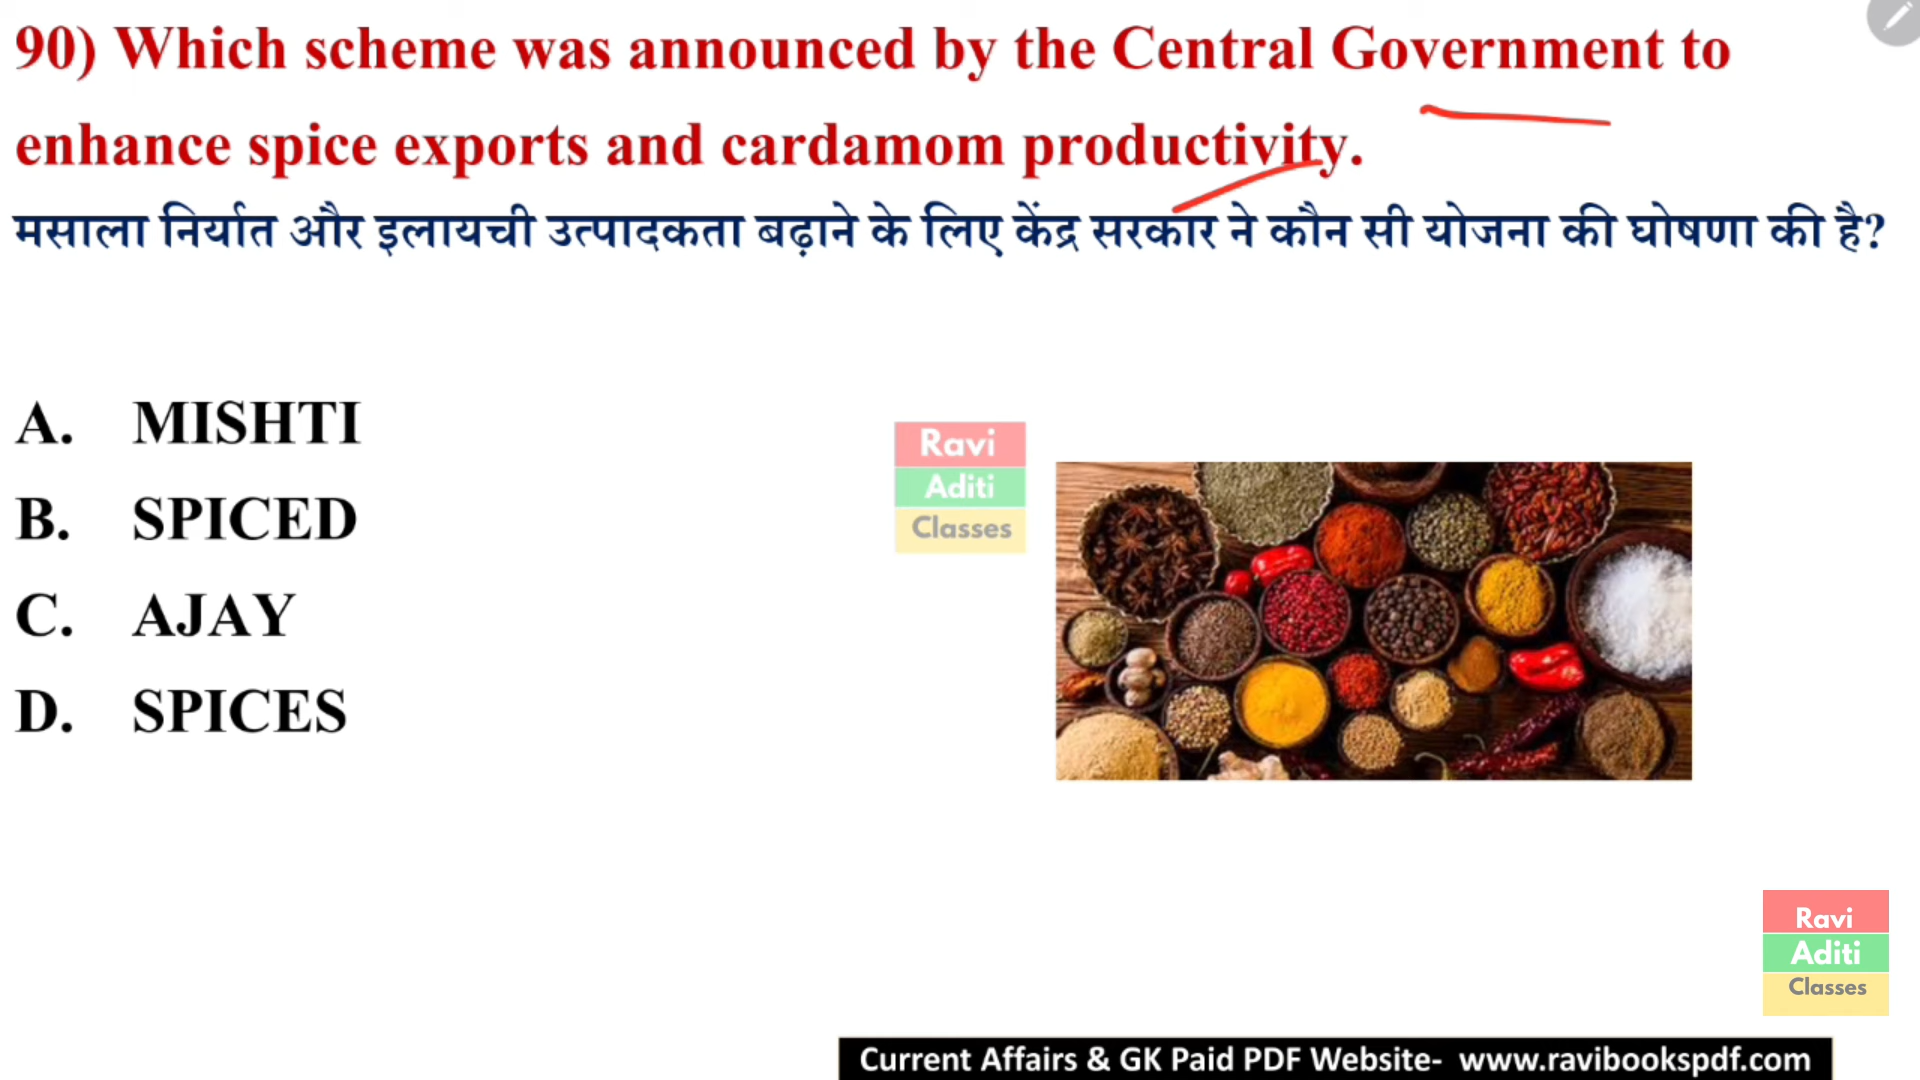 90) Which scheme was announced by the Central Government to
enhance spice exports and cardamom productivity.
मसाला निर्यात और इलायची उत्पादकता बढ़ाने के लिए केंद्र सरकार ने कौन सी योजना की घोषणा की है?
A. MISHTI
B. SPICED
C. AJAY
D. SPICES
Ravi
Aditi
Classes
Ravi
Aditi
Classes
Current Affairs & GK Paid PDF Website- www.ravibookspdf.com